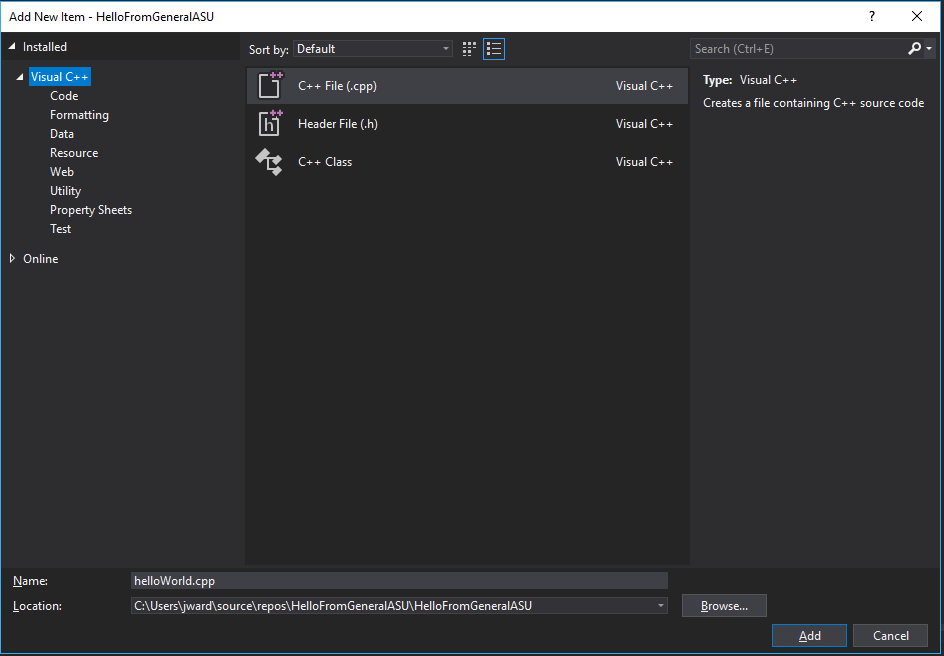 Add New Item - HelloFromGeneralASU
?
Installed
Sort by: Default
Search (Ctrl+E)
Visual C++
Code
Formatting
Data
Resource
Web
Utility
Property Sheets
Test
Online
C++ File (.cpp) Visual C++
Header File (.h) Visual C++
C++ Class Visual C++
Type: Visual C++
Creates a file containing C++ source code
Name: helloWorld.cpp
Location: C:\Users\jward\source\repos\HelloFromGeneralASU\HelloFromGeneralASU
Browse...
Add Cancel